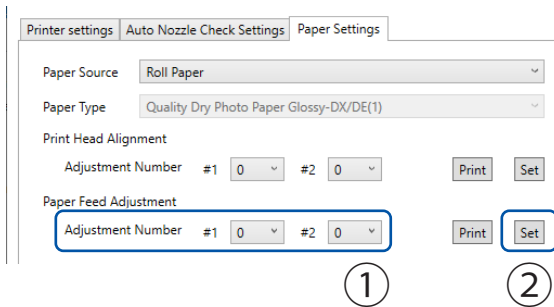 Printer settings Auto Nozzle Check Settings Paper Settings
Paper Source Roll Paper
Paper Type Quality Dry Photo Paper Glossy-DX/DE(1)
Print Head Alignment
Adjustment Number #1 0 #2 0 Print Set
Paper Feed Adjustment
Adjustment Number #1 0 #2 0 Print Set
① ②